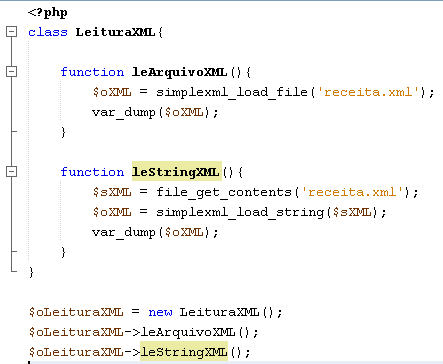 <?php
class LeituraXML{
function leArquivoXML(){
$oXML = simplexml_load_file('receita.xml');
var_dump($oXML);
}
function leStringXML(){
$sXML = file_get_contents('receita.xml');
$oXML = simplexml_load_string($sXML);
var_dump($oXML);
}
}
$oLeituraXML = new LeituraXML();
$oLeituraXML->leArquivoXML();
$oLeituraXML->leStringXML();